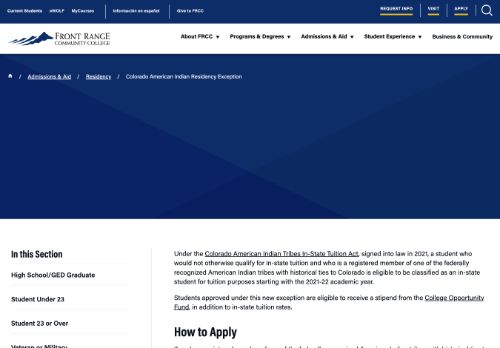 Current Students eWOLF MyCourses Información en español Give to FRCC REQUEST INFO VISIT APPLY
FRONT RANGE
COMMUNITY COLLEGE
About FRCC Programs & Degrees Admissions & Aid Student Experience Business & Community
/ Admissions & Aid / Residency / Colorado American Indian Residency Exception
In this Section
High School/GED Graduate
Student Under 23
Student 23 or Over
Veteran or Military
Under the Colorado American Indian Tribes In-State Tuition Act, signed into law in 2021, a student who
would not otherwise qualify for in-state tuition and who is a registered member of one of the federally
recognized American Indian tribes with historical ties to Colorado is eligible to be classified as an in-state
student for tuition purposes starting with the 2021-22 academic year.
Students approved under this new exception are eligible to receive a stipend from the College Opportunity
Fund, in addition to in-state tuition rates.
How to Apply